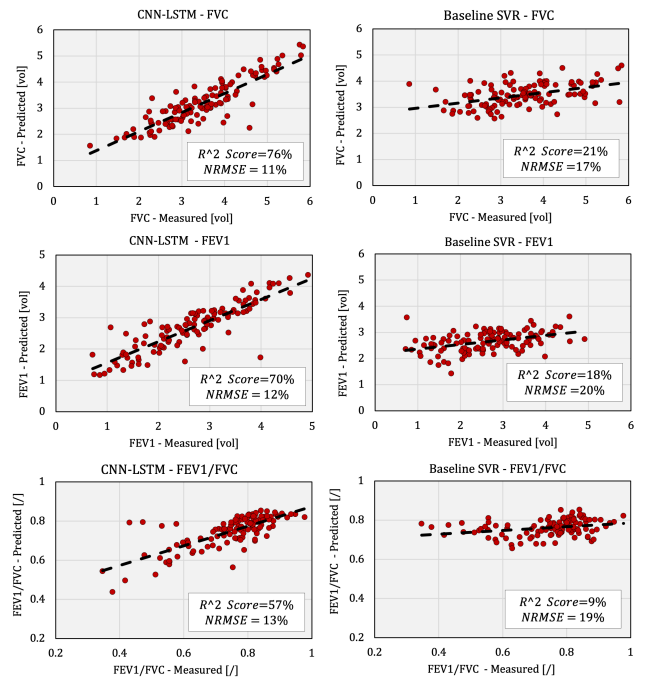 CNN-LSTM - FVC
FVC - Predicted [vol]
6
5
4
3
2
1
0
R^2 Score=76%
NRMSE = 11%
0 1 2 3 4 5 6
FVC - Measured [vol]
Baseline SVR - FVC
FVC - Predicted [vol]
6
5
4
3
2
1
0
R^2 Score=21%
NRMSE = 17%
0 1 2 3 4 5 6
FVC - Measured [vol]
CNN-LSTM - FEV1
FEV1 - Predicted [vol]
5
4
3
2
1
0
R^2 Score=70%
NRMSE = 12%
0 1 2 3 4 5
FEV1 - Measured [vol]
Baseline SVR - FEV1
FEV1 - Predicted [vol]
6
5
4
3
2
1
0
R^2 Score=18%
NRMSE = 20%
0 1 2 3 4 5 6
FEV1 - Measured [vol]
CNN-LSTM - FEV1/FVC
FEV1/FVC - Predicted [/]
1
0.8
0.6
0.4
0.2
R^2 Score=57%
NRMSE = 13%
0.2 0.4 0.6 0.8 1
FEV1/FVC - Measured [/]
Baseline SVR - FEV1/FVC
FEV1/FVC - Predicted [/]
1
0.8
0.6
0.4
0.2
R^2 Score=9%
NRMSE = 19%
0.2 0.4 0.6 0.8 1
FEV1/FVC - Measured [/]